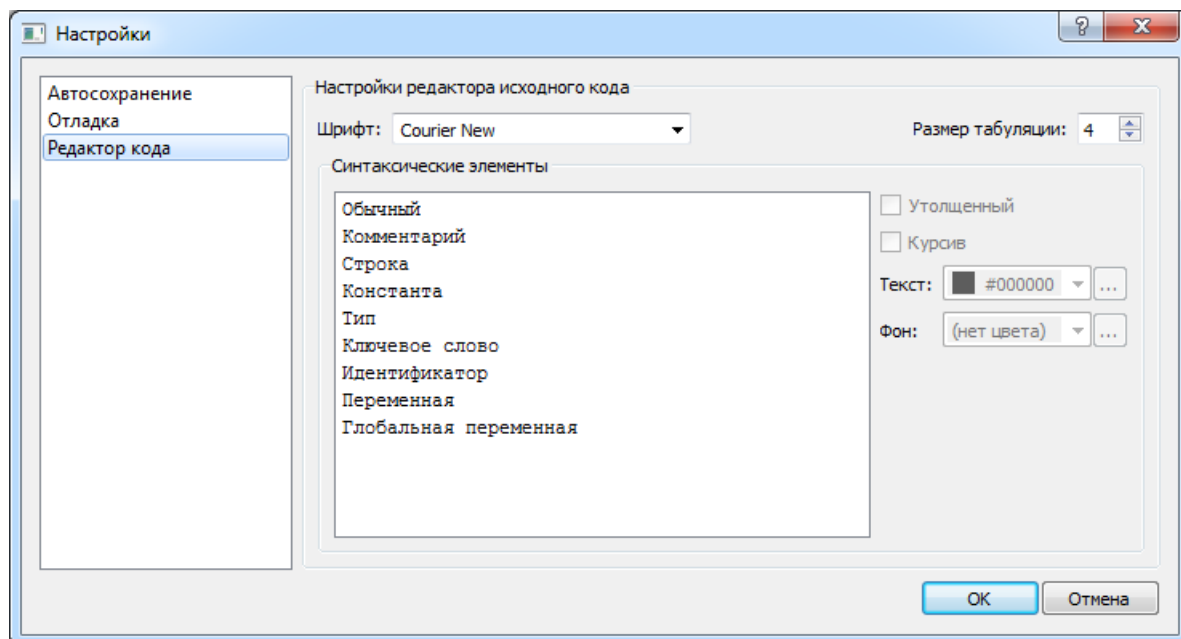 Настройки
Автосохранение
Отладка
Редактор кода
Настройки редактора исходного кода
Шрифт: Courier New
Размер табуляции: 4
Синтаксические элементы
Обычный
Комментарий
Строка
Константа
Тип
Ключевое слово
Идентификатор
Переменная
Глобальная переменная
Утолщенный
Курсив
Текст: #000000 ...
Фон: (нет цвета) ...
OK Отмена